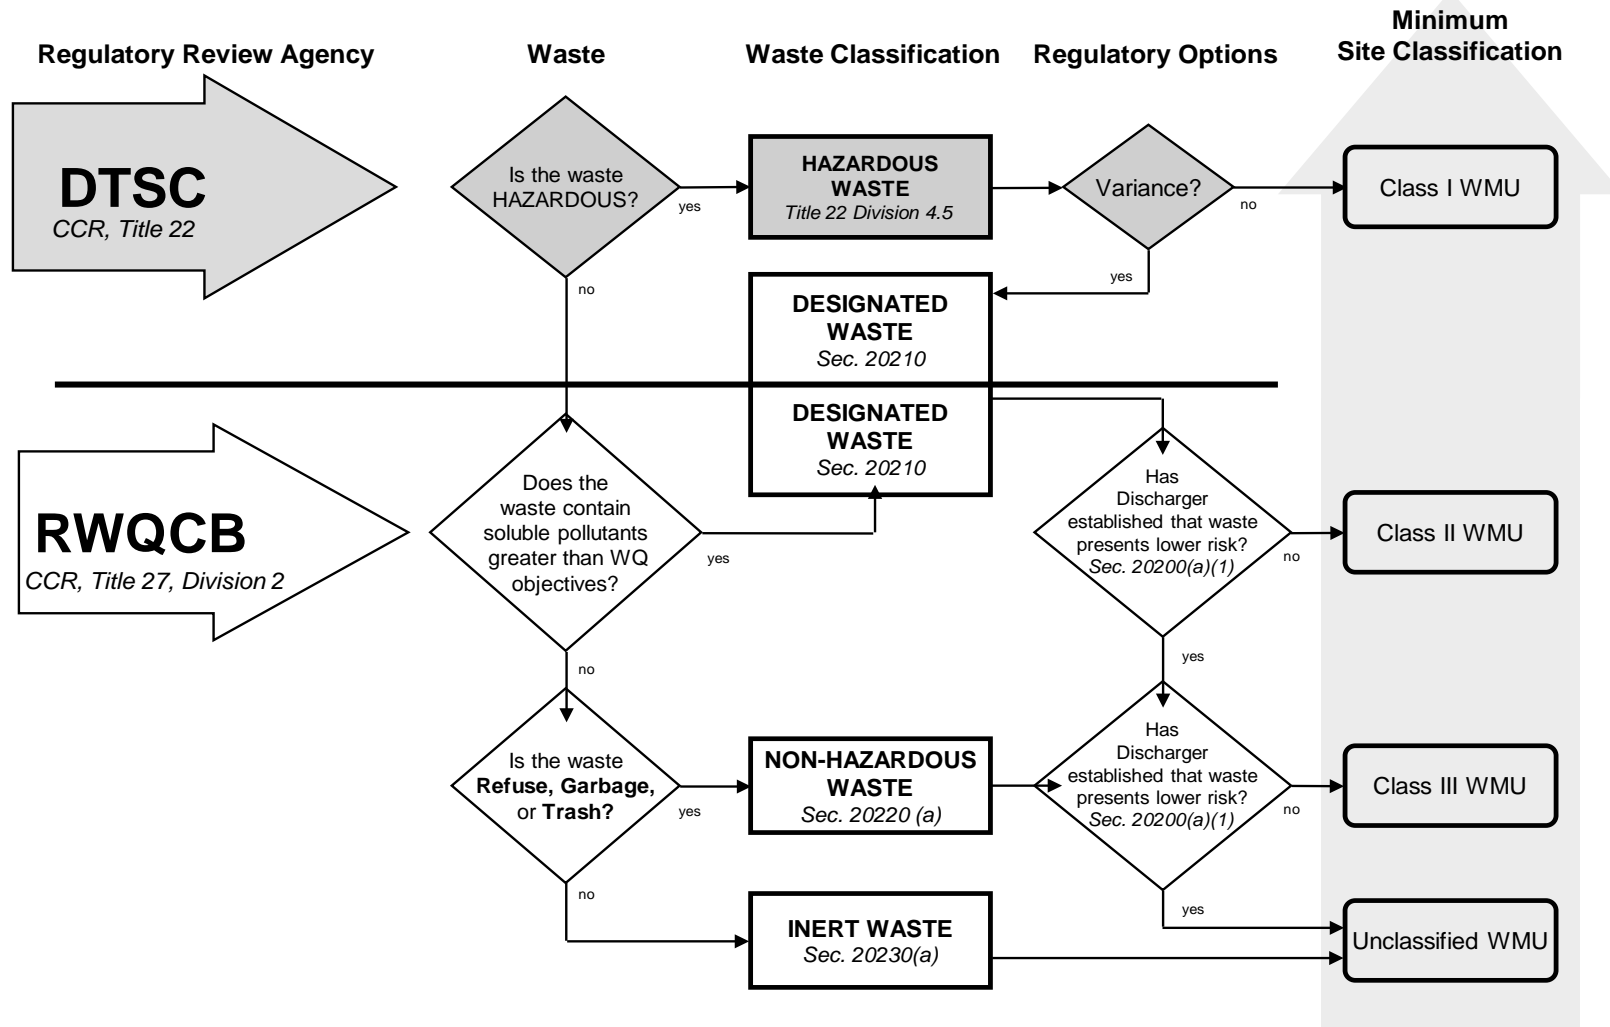 Minimum
Regulatory Review Agency
Waste
Waste Classification
Regulatory Options
Site Classification
DTSC
CCR, Title 22
Is the waste
HAZARDOUS?
yes
no
HAZARDOUS
WASTE
Title 22 Division 4.5
Variance?
no
yes
Class I WMU
DESIGNATED
WASTE
Sec. 20210
DESIGNATED
WASTE
Sec. 20210
RWQCB
CCR, Title 27, Division 2
Does the
waste contain
soluble pollutants
greater than WQ
objectives?
yes
no
Has
Discharger
established that waste
presents lower risk?
Sec. 20200(a)(1)
no
yes
Class II WMU
Is the waste
Refuse, Garbage,
or Trash?
yes
no
NON-HAZARDOUS
WASTE
Sec. 20220 (a)
Has
Discharger
established that waste
presents lower risk?
Sec. 20200(a)(1)
no
yes
Class III WMU
INERT WASTE
Sec. 20230(a)
Unclassified WMU